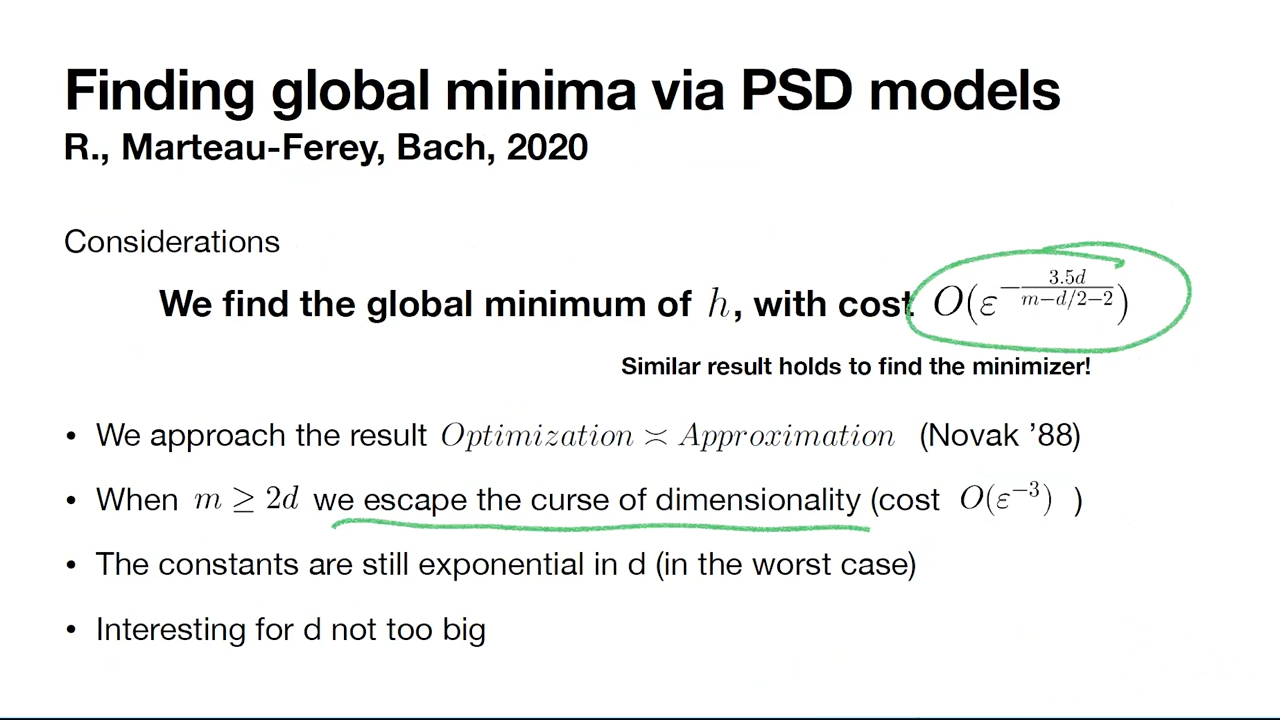 Finding global minima via PSD models
R., Marteau-Ferey, Bach, 2020
Considerations
We find the global minimum of h, with cost O(ε^{-\frac{3.5d}{m-d/2-2}})
Similar result holds to find the minimizer!
• We approach the result Optimization ≍ Approximation (Novak ’88)
• When m ≥ 2d we escape the curse of dimensionality (cost O(ε^{-3}) )
• The constants are still exponential in d (in the worst case)
• Interesting for d not too big